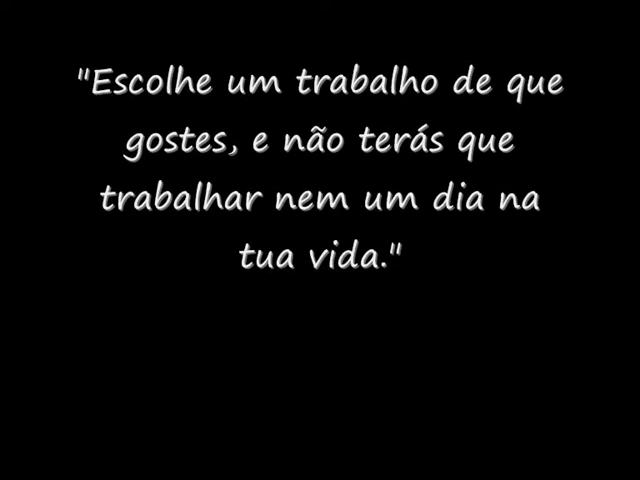 "Escolhe um trabalho de que
gostes, e não terás que
trabalhar nem um dia na
tua vida."